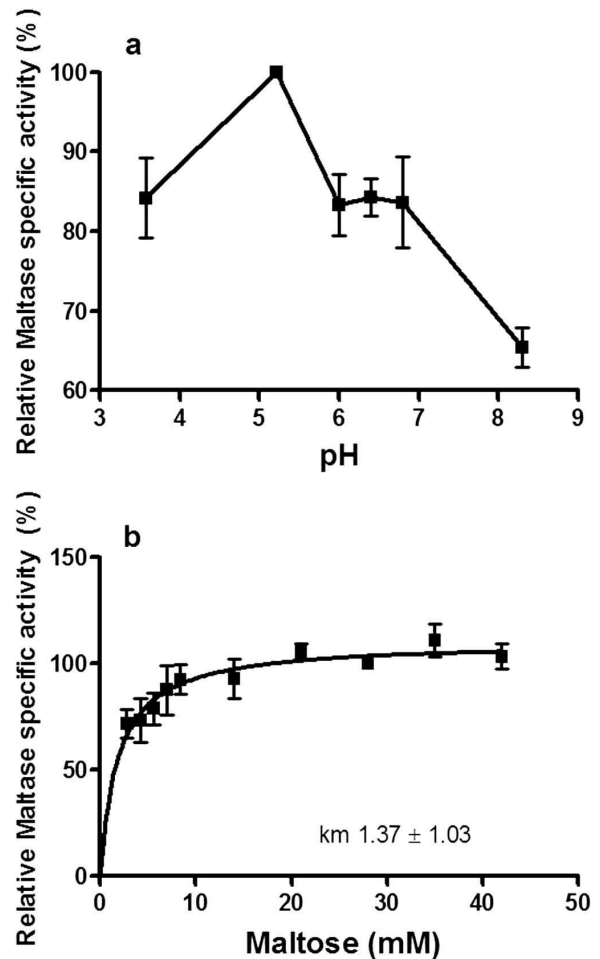 a
Relative Maltase specific activity (%)
100
90
80
70
60
3 4 5 6 7 8 9
pH
b
Relative Maltase specific activity (%)
150
100
50
0
km 1.37 ± 1.03
0 10 20 30 40 50
Maltose (mM)